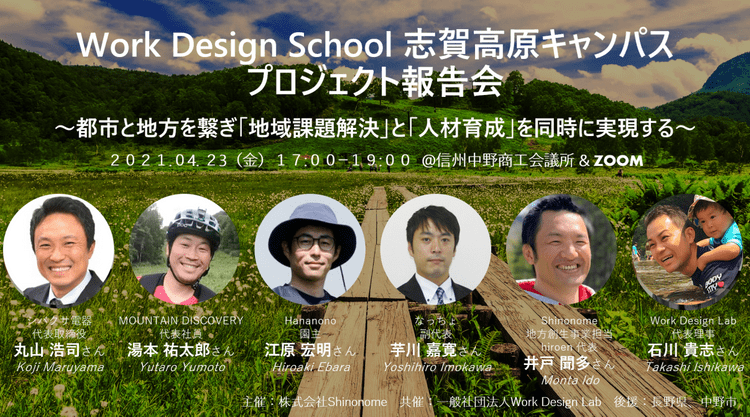 Work Design School 志賀高原キャンパス
プロジェクト報告会
～都市と地方を繋ぎ「地域課題解決」と「人材育成」を同時に実現する～
2021.04.23（金）17:00−19:00 @信州中野商工会議所 & ZOOM
シバクサ電器
代表取締役
丸山 浩司さん
Koji Maruyama
MOUNTAIN DISCOVERY
代表社員
湯本 祐太郎さん
Yutaro Yumoto
Hananono
園主
江原 宏明さん
Hiroaki Ebara
なっちょ
副代表
芋川 嘉寛さん
Yoshihiro Imokawa
Shinonome
地方創生事業担当
hiroen 代表
井戸 聞多さん
Monta Ido
Work Design Lab
代表理事
石川 貴志さん
Takashi Ishikawa
主催：株式会社Shinonome 共催：一般社団法人Work Design Lab 後援：長野県 中野市